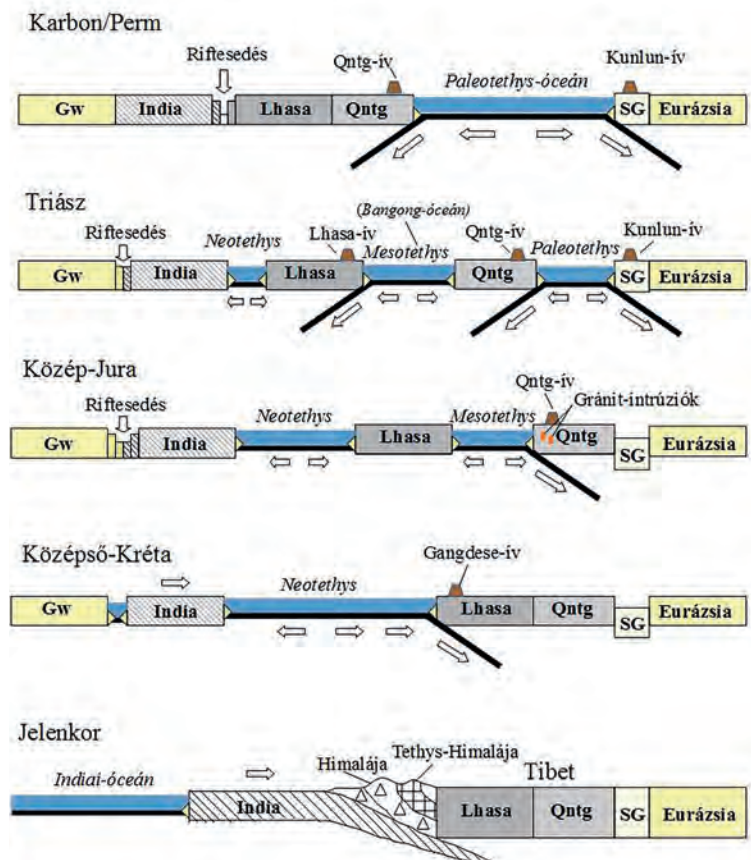 Karbon/Perm
Riftesedés
Qntg-ív
Paleotethys-óceán
Kunlun-ív
Gw
India
Lhasa
Qntg
SG
Eurázsia
Triász
Riftesedés
Neotethys
Lhasa-ív
(Bangong-óceán)
Mesotethys
Qntg-ív
Paleotethys
Kunlun-ív
Gw
India
Lhasa
Qntg
SG
Eurázsia
Közép-Jura
Riftesedés
Neotethys
Mesotethys
Qntg-ív
Gránit-intrúziók
Gw
India
Lhasa
Qntg
SG
Eurázsia
Középső-Kréta
Neotethys
Gangdese-ív
Gw
India
Lhasa
Qntg
SG
Eurázsia
Jelenkor
Indiai-óceán
Himalája
Tethys-Himalája
Tibet
India
Lhasa
Qntg
SG
Eurázsia